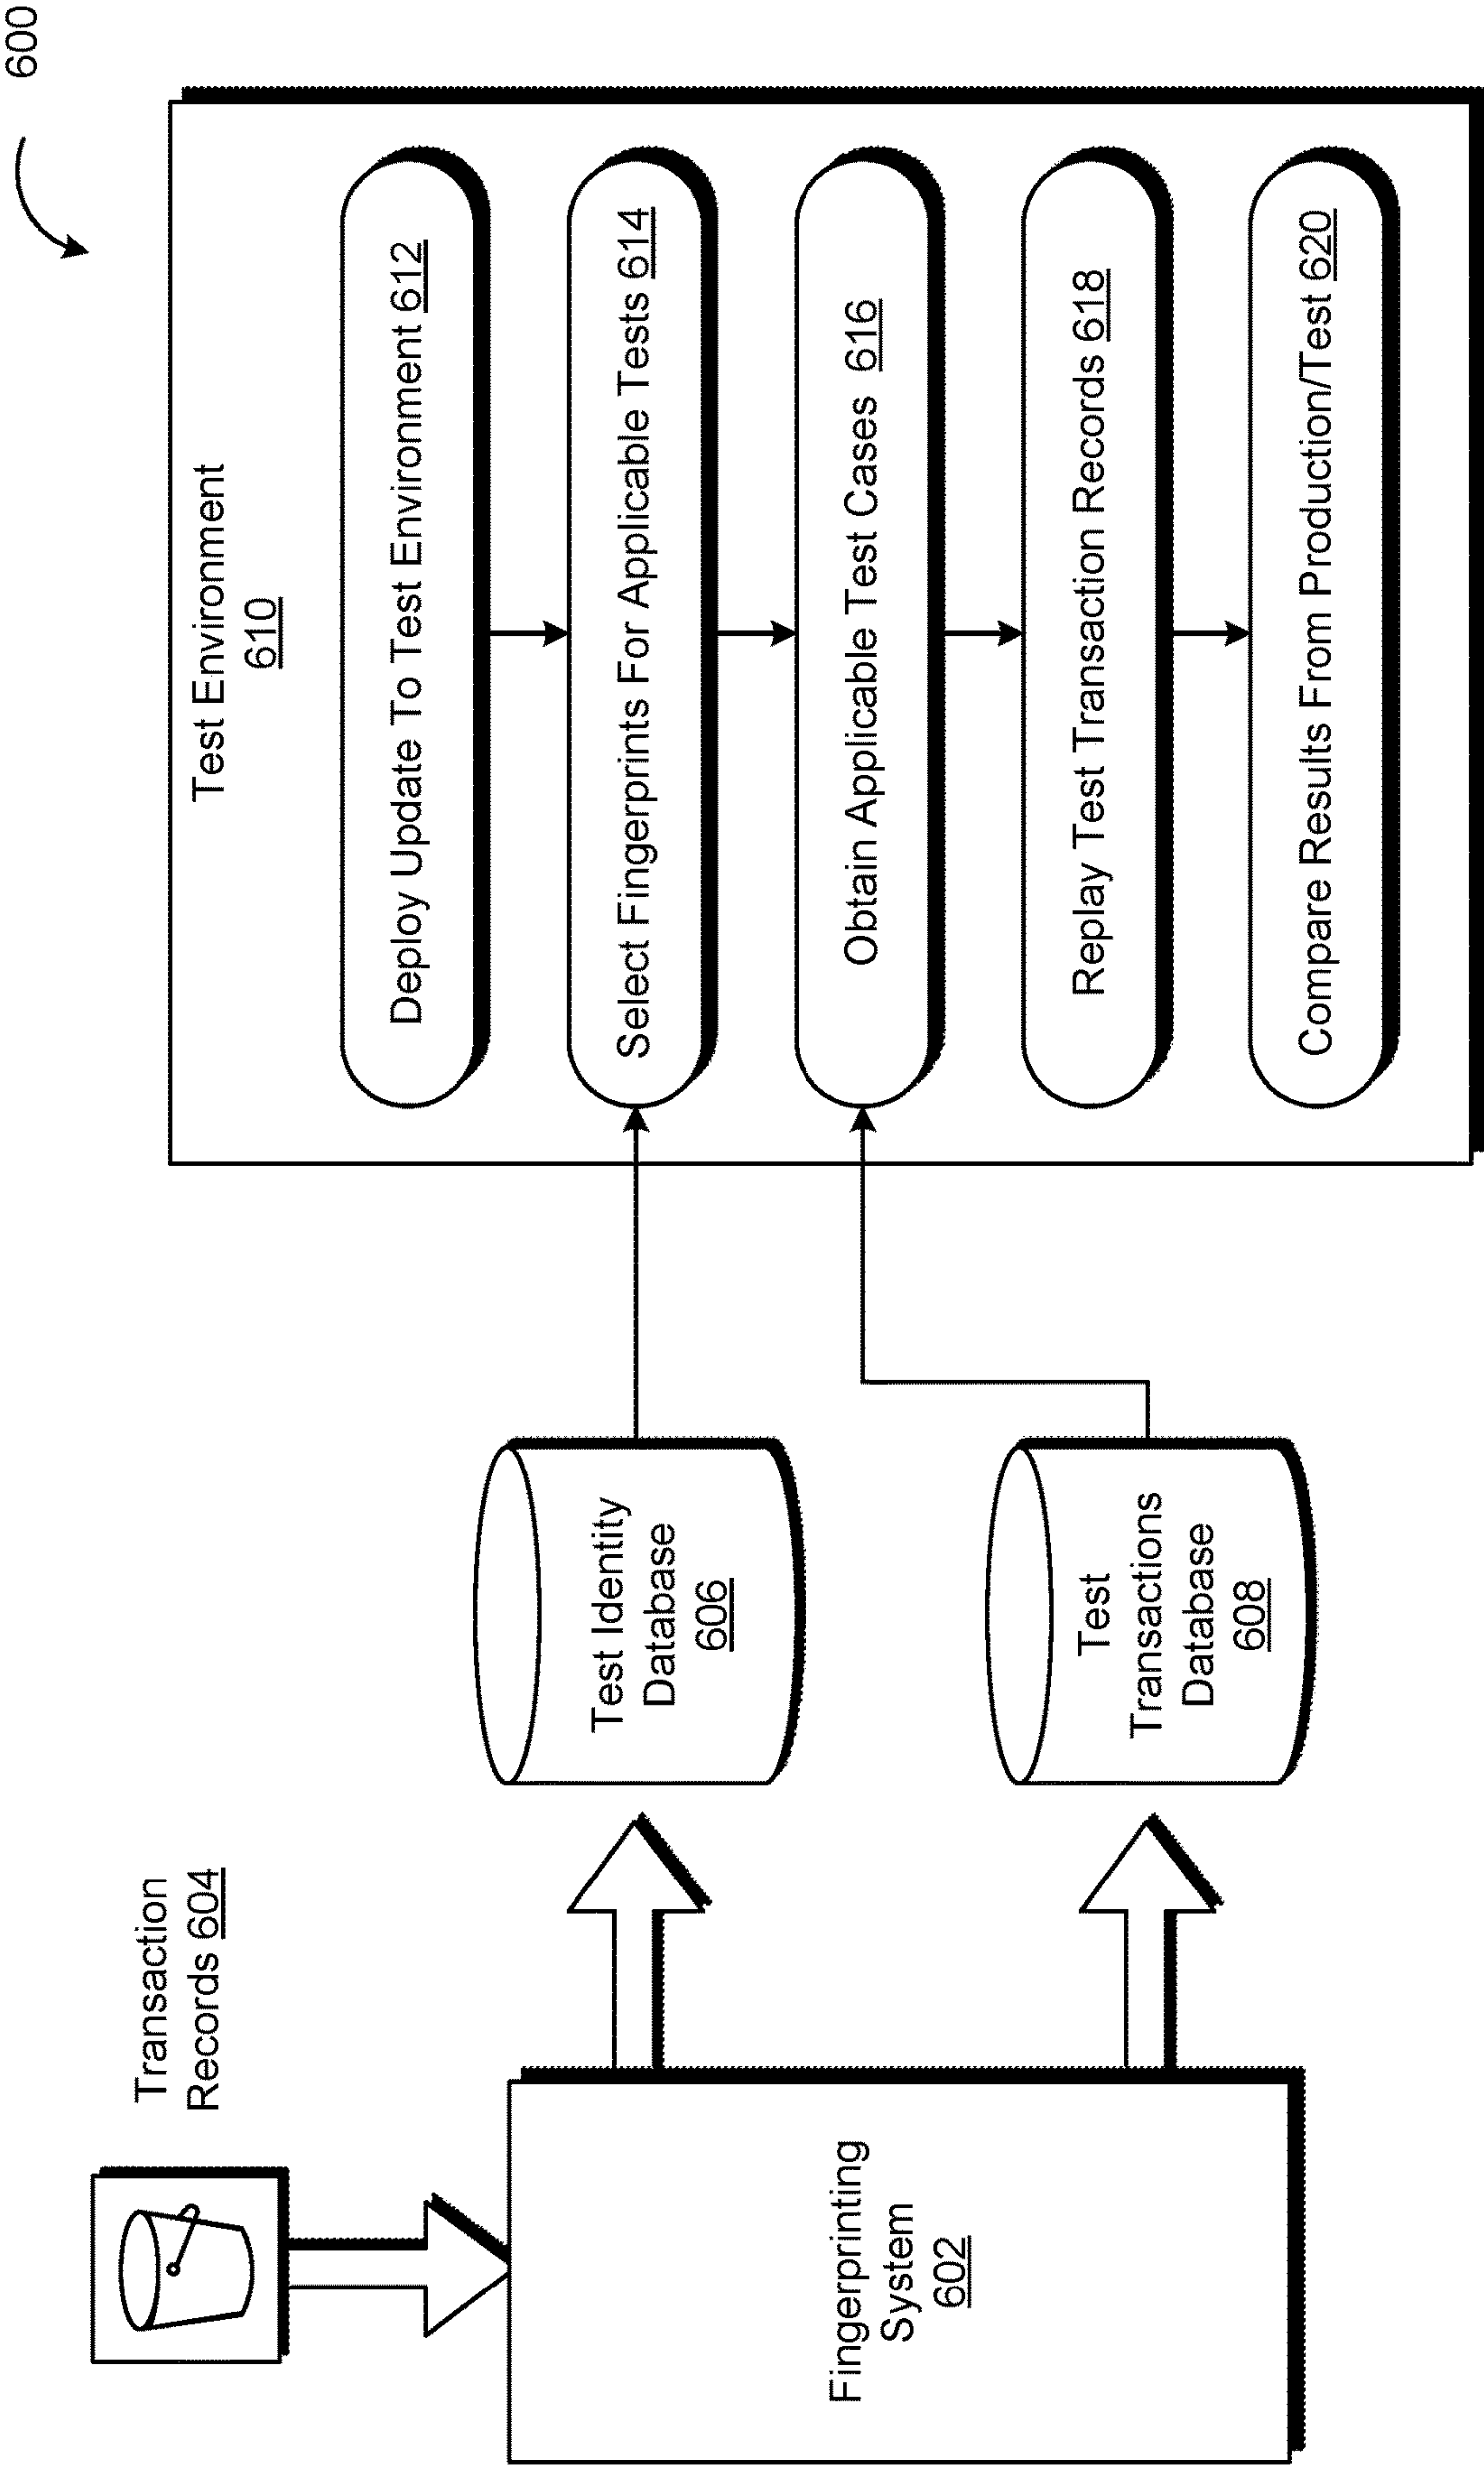 600
Transaction
Records 604
Fingerprinting
System
602
Test Identity
Database
606
Test
Transactions
Database
608
Test Environment
610
Deploy Update To Test Environment 612
Select Fingerprints For Applicable Tests 614
Obtain Applicable Test Cases 616
Replay Test Transaction Records 618
Compare Results From Production/Test 620